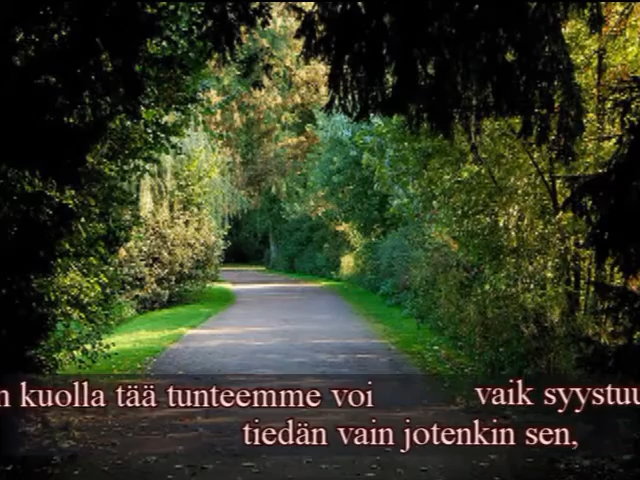 kuolla tää tunteemme voi vaik
tiedän vain jotenkin sen,